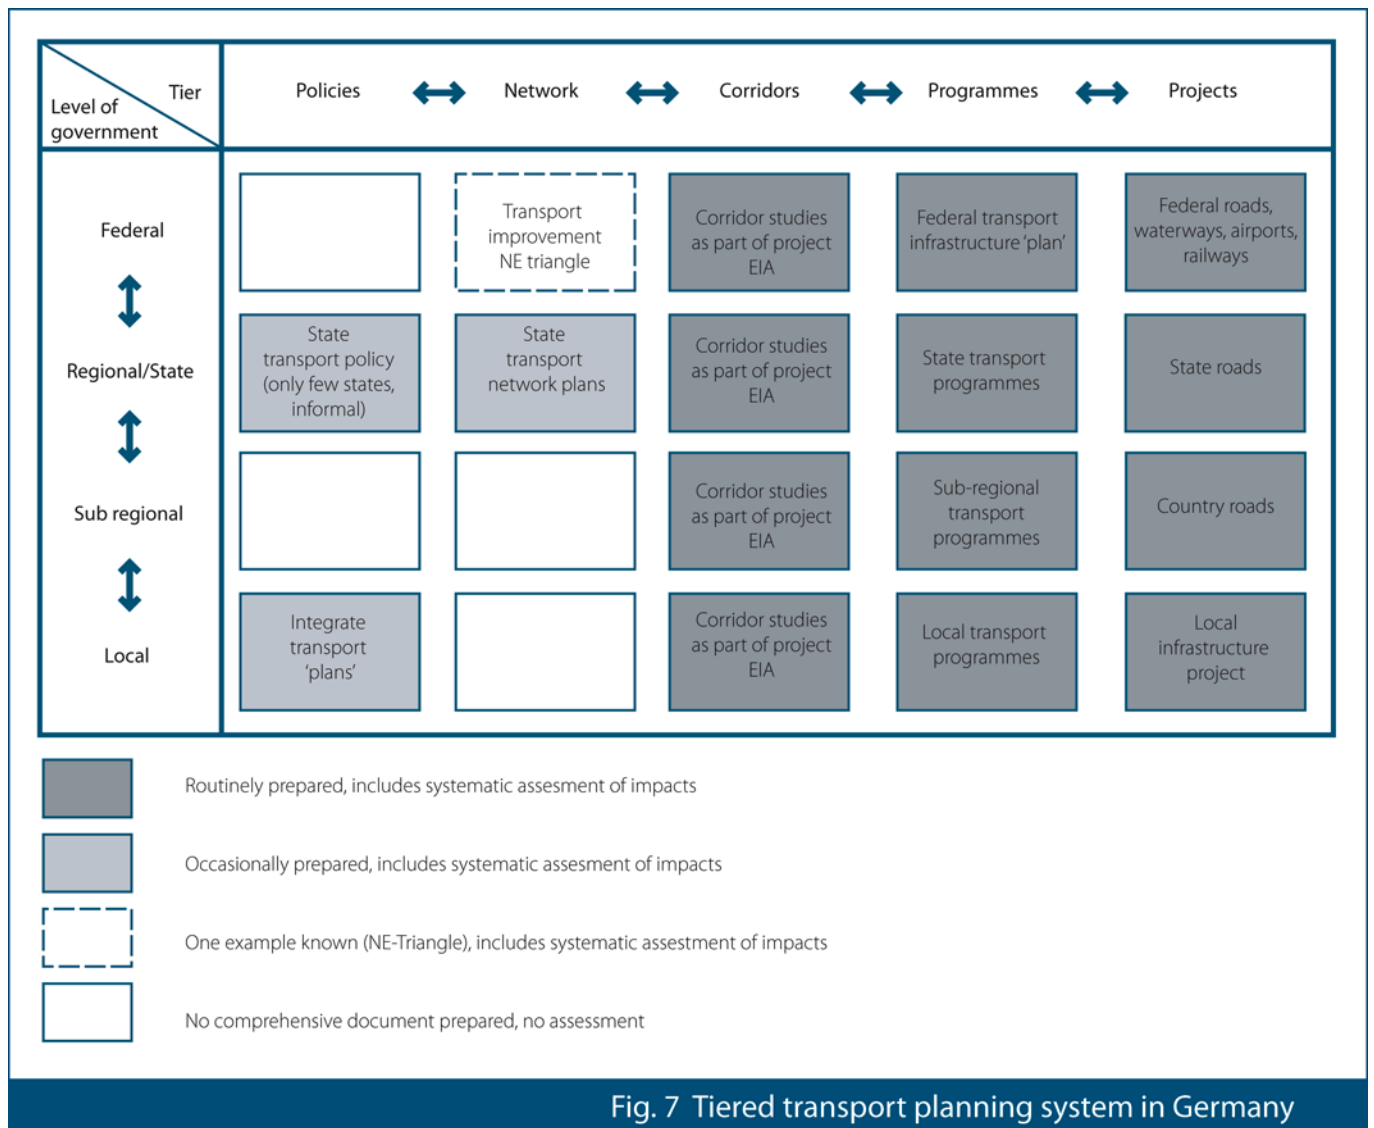 Tier
Level of
government
Policies
Network
Corridors
Programmes
Projects
Federal
Transport
improvement
NE triangle
Corridor studies
as part of project
EIA
Federal transport
infrastructure ‘plan’
Federal roads,
waterways, airports,
railways
Regional/State
State
transport policy
(only few states,
informal)
State
transport
network plans
Corridor studies
as part of project
EIA
State transport
programmes
State roads
Sub regional
Corridor studies
as part of project
EIA
Sub-regional
transport
programmes
Country roads
Local
Integrate
transport
‘plans’
Corridor studies
as part of project
EIA
Local transport
programmes
Local
infrastructure
project
Routinely prepared, includes systematic assesment of impacts
Occasionally prepared, includes systematic assesment of impacts
One example known (NE-Triangle), includes systematic assestment of impacts
No comprehensive document prepared, no assessment
Fig. 7 Tiered transport planning system in Germany